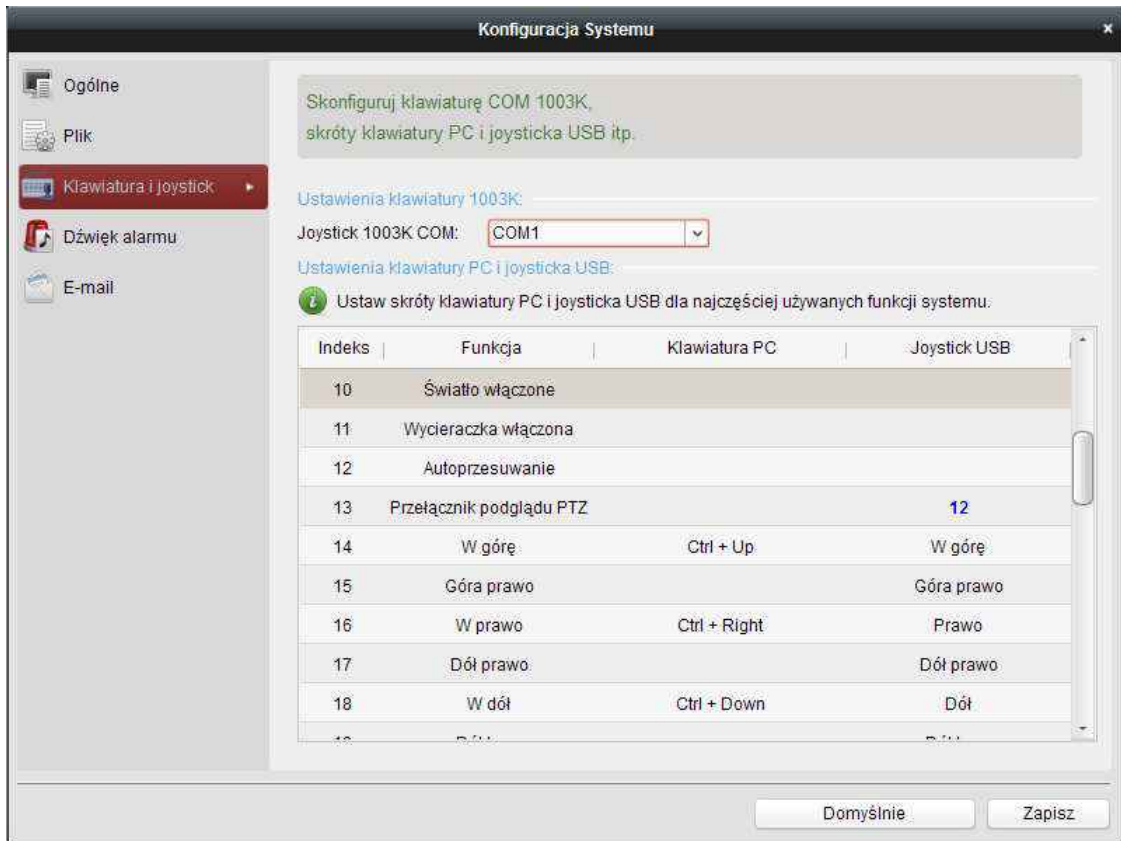 Konfiguracja Systemu
Ogólne
Plik
Klawiatura i joystick
Dźwięk alarmu
E-mail
Skonfiguruj klawiaturę COM 1003K,
skróty klawiatury PC i joysticka USB itp.
Ustawienia klawiatury 1003K:
Joystick 1003K COM: COM1
Ustawienia klawiatury PC i joysticka USB:
Ustaw skróty klawiatury PC i joysticka USB dla najczęściej używanych funkcji systemu.
Indeks Funkcja Klawiatura PC Joystick USB
10 Światło włączone
11 Wycieraczka włączona
12 Autoprzesuwanie
13 Przełącznik podglądu PTZ 12
14 W górę Ctrl + Up W górę
15 Góra prawo Góra prawo
16 W prawo Ctrl + Right Prawo
17 Dół prawo Dół prawo
18 W dół Ctrl + Down Dół
Domyślnie Zapisz